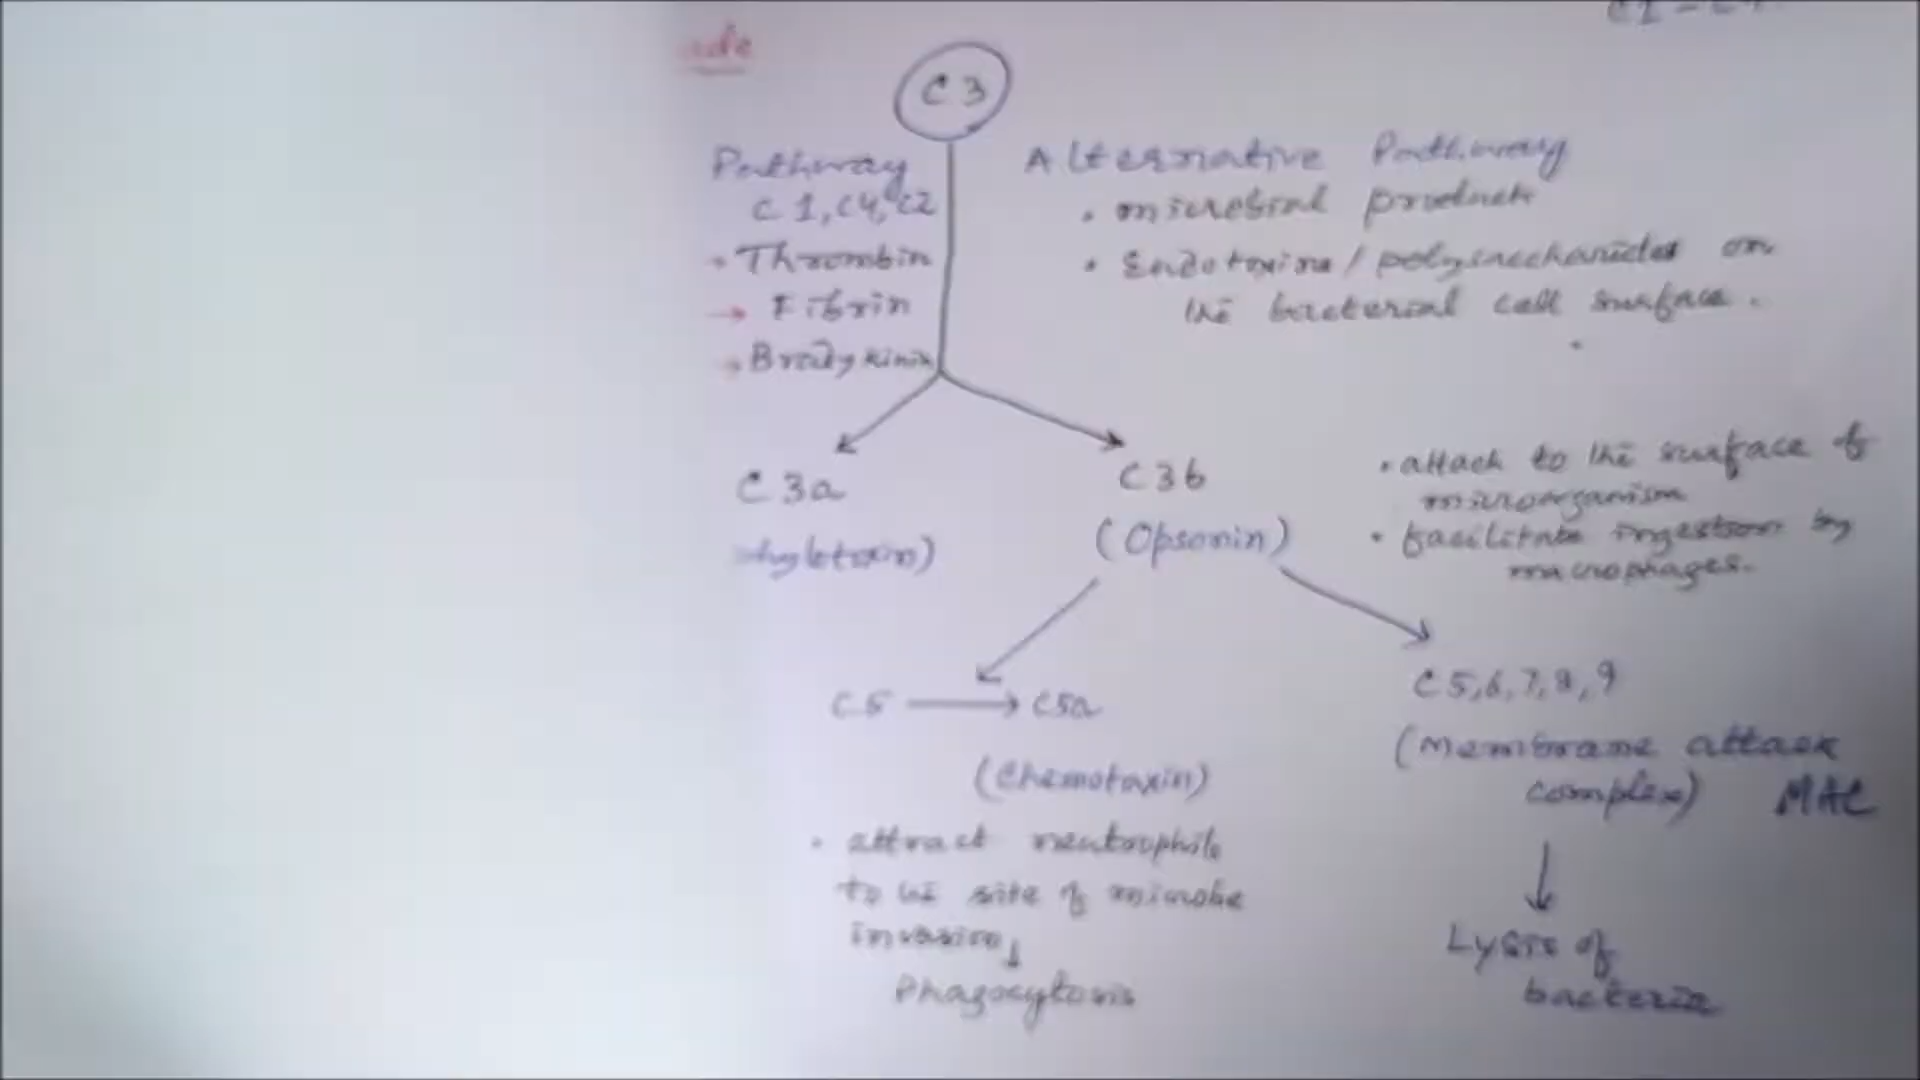 C3
Pathway
C1, C4, C2
Thrombin
→ Fibrin
Bradykinin
Alternative Pathway
• microbial products
• Endotoxins / polysaccharides on
the bacterial cell surface.
C3a
C3b
(Opsonin)
• attach to the surface of
microorganism
• facilitate ingestion by
macrophages.
C5 → C5a
(Chemotaxin)
• attract neutrophils
to the site of microbe
invasion ↓
Phagocytosis
C5,6,7,8,9
(Membrane attack
complex) MAC
↓
Lysis of
bacteria